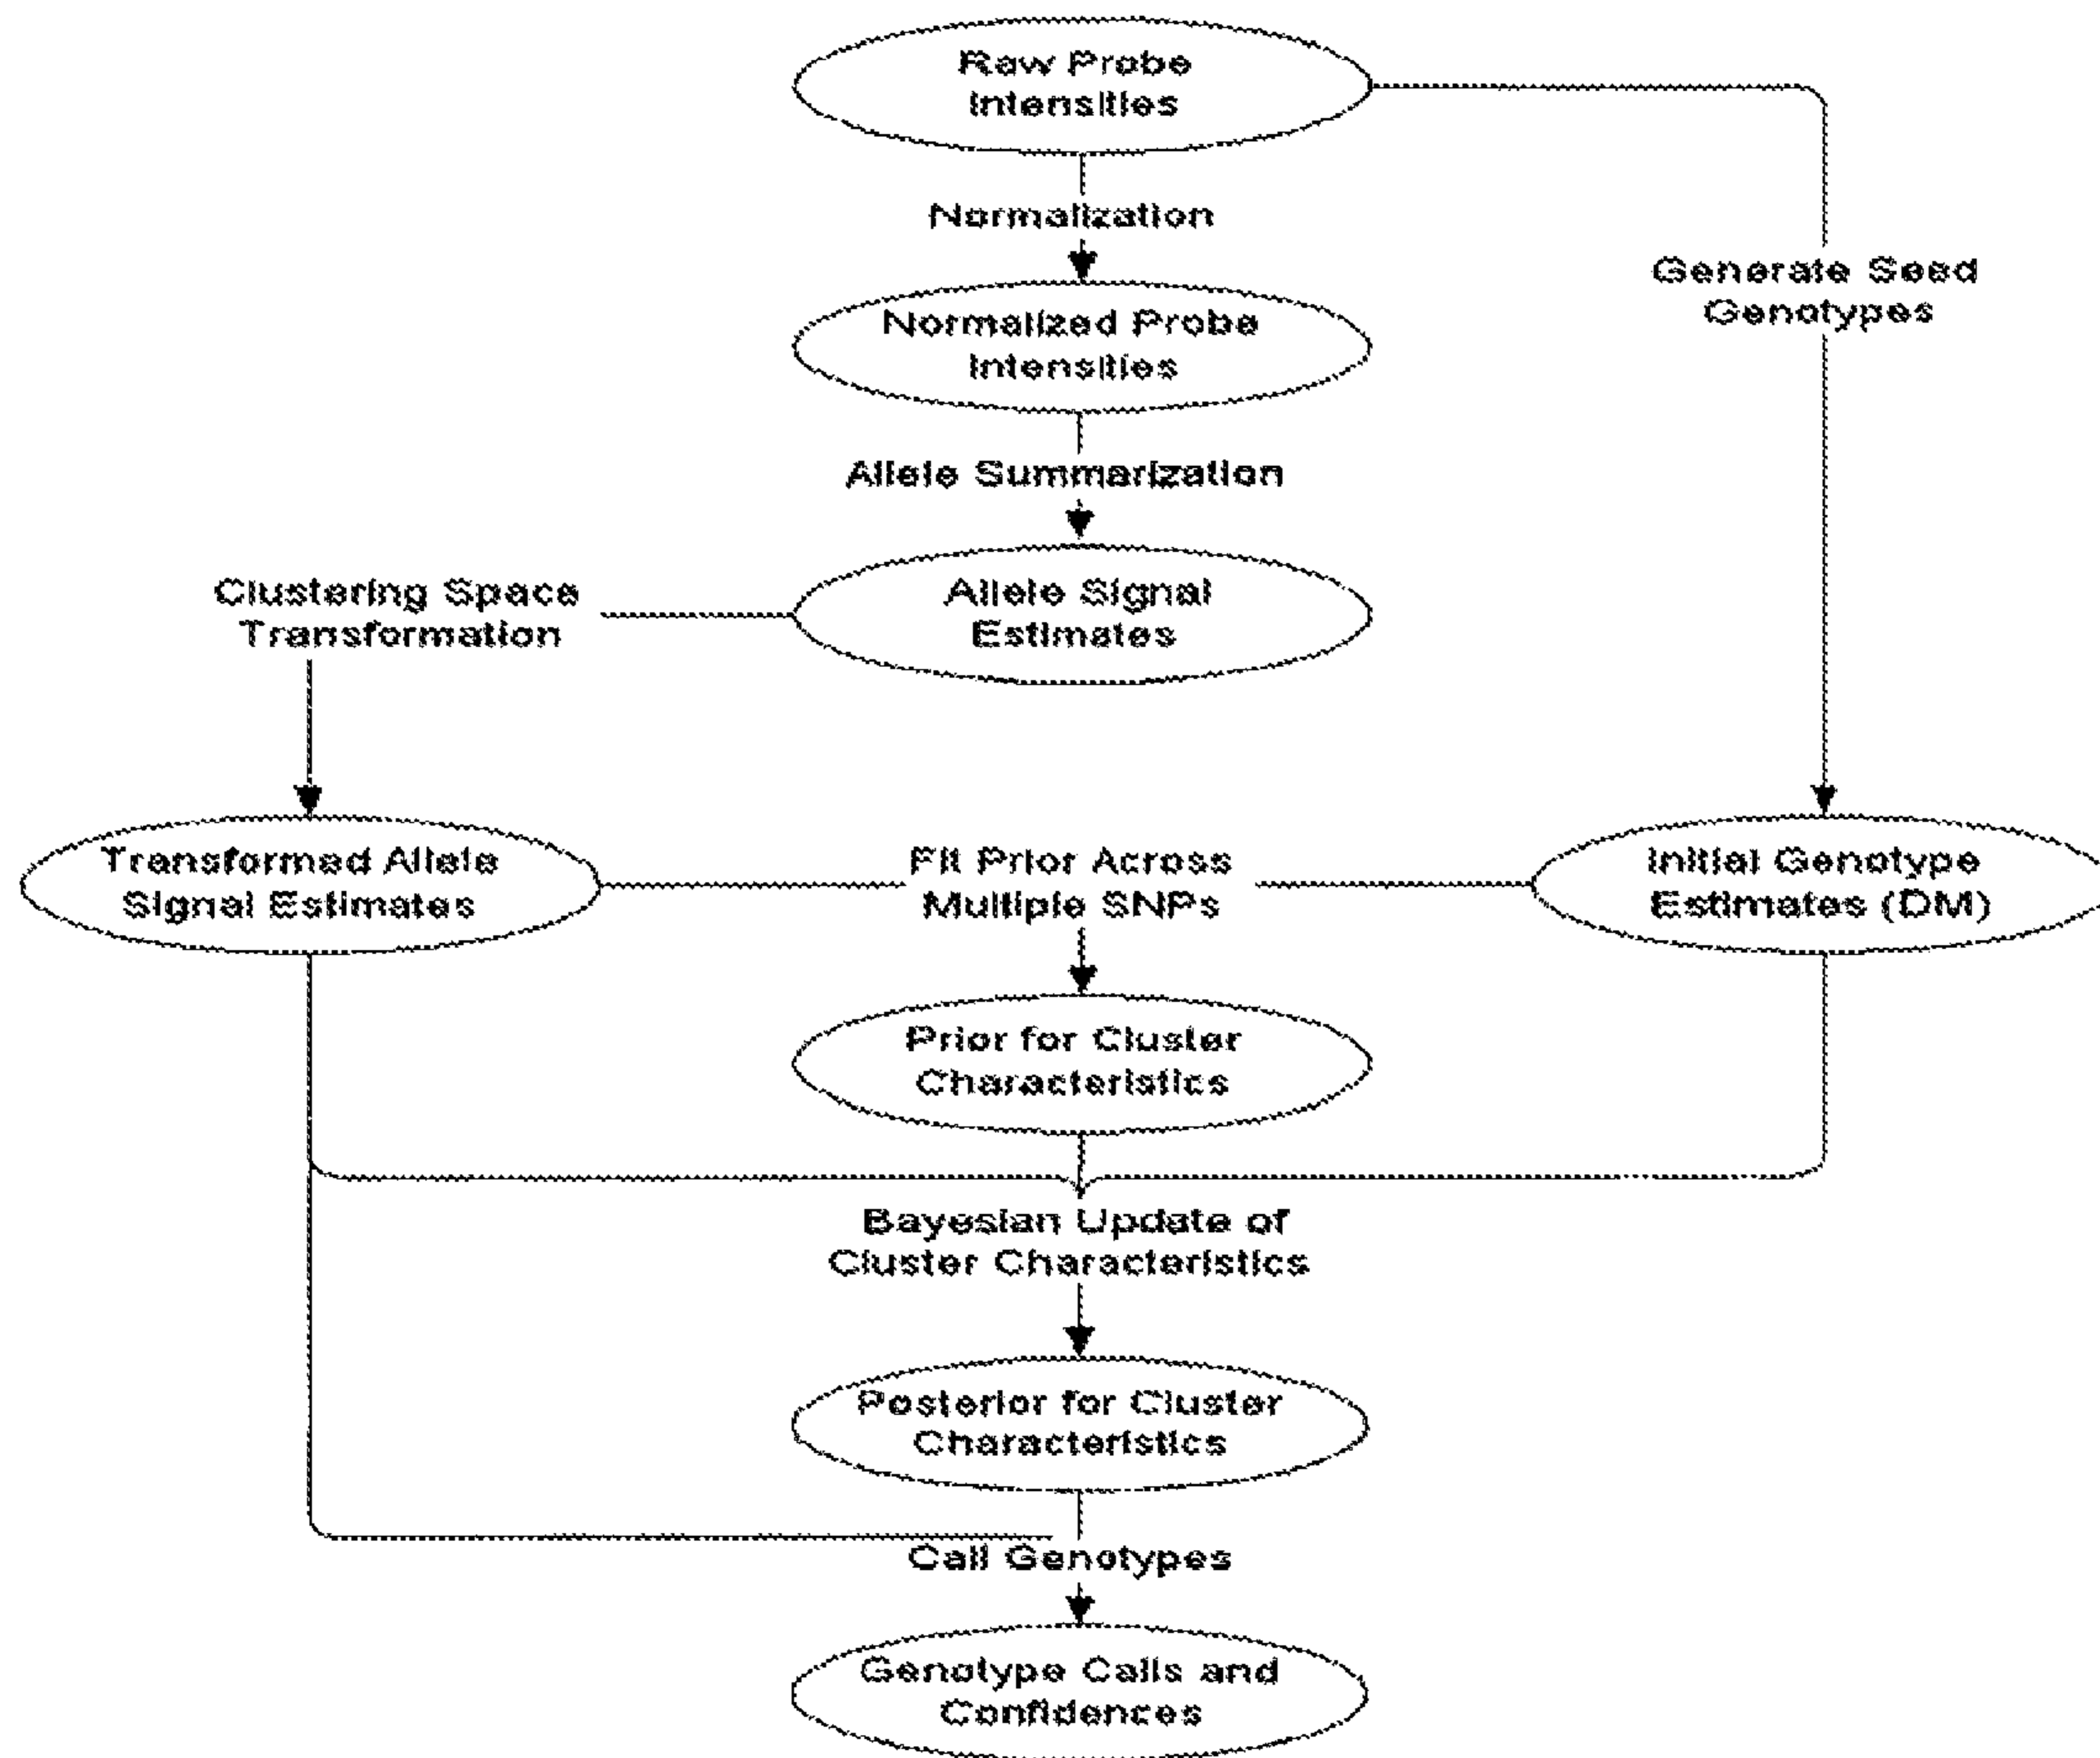 Raw Probe
Intensities
Normalization
Generate Seed
Genotypes
Normalized Probe
Intensities
Allele Summarization
Clustering Space
Transformation
Allele Signal
Estimates
Transformed Allele
Signal Estimates
Fit Prior Across
Multiple SNPs
Initial Genotype
Estimates (DM)
Prior for Cluster
Characteristics
Bayesian Update of
Cluster Characteristics
Posterior for Cluster
Characteristics
Call Genotypes
Genotype Calls and
Confidences